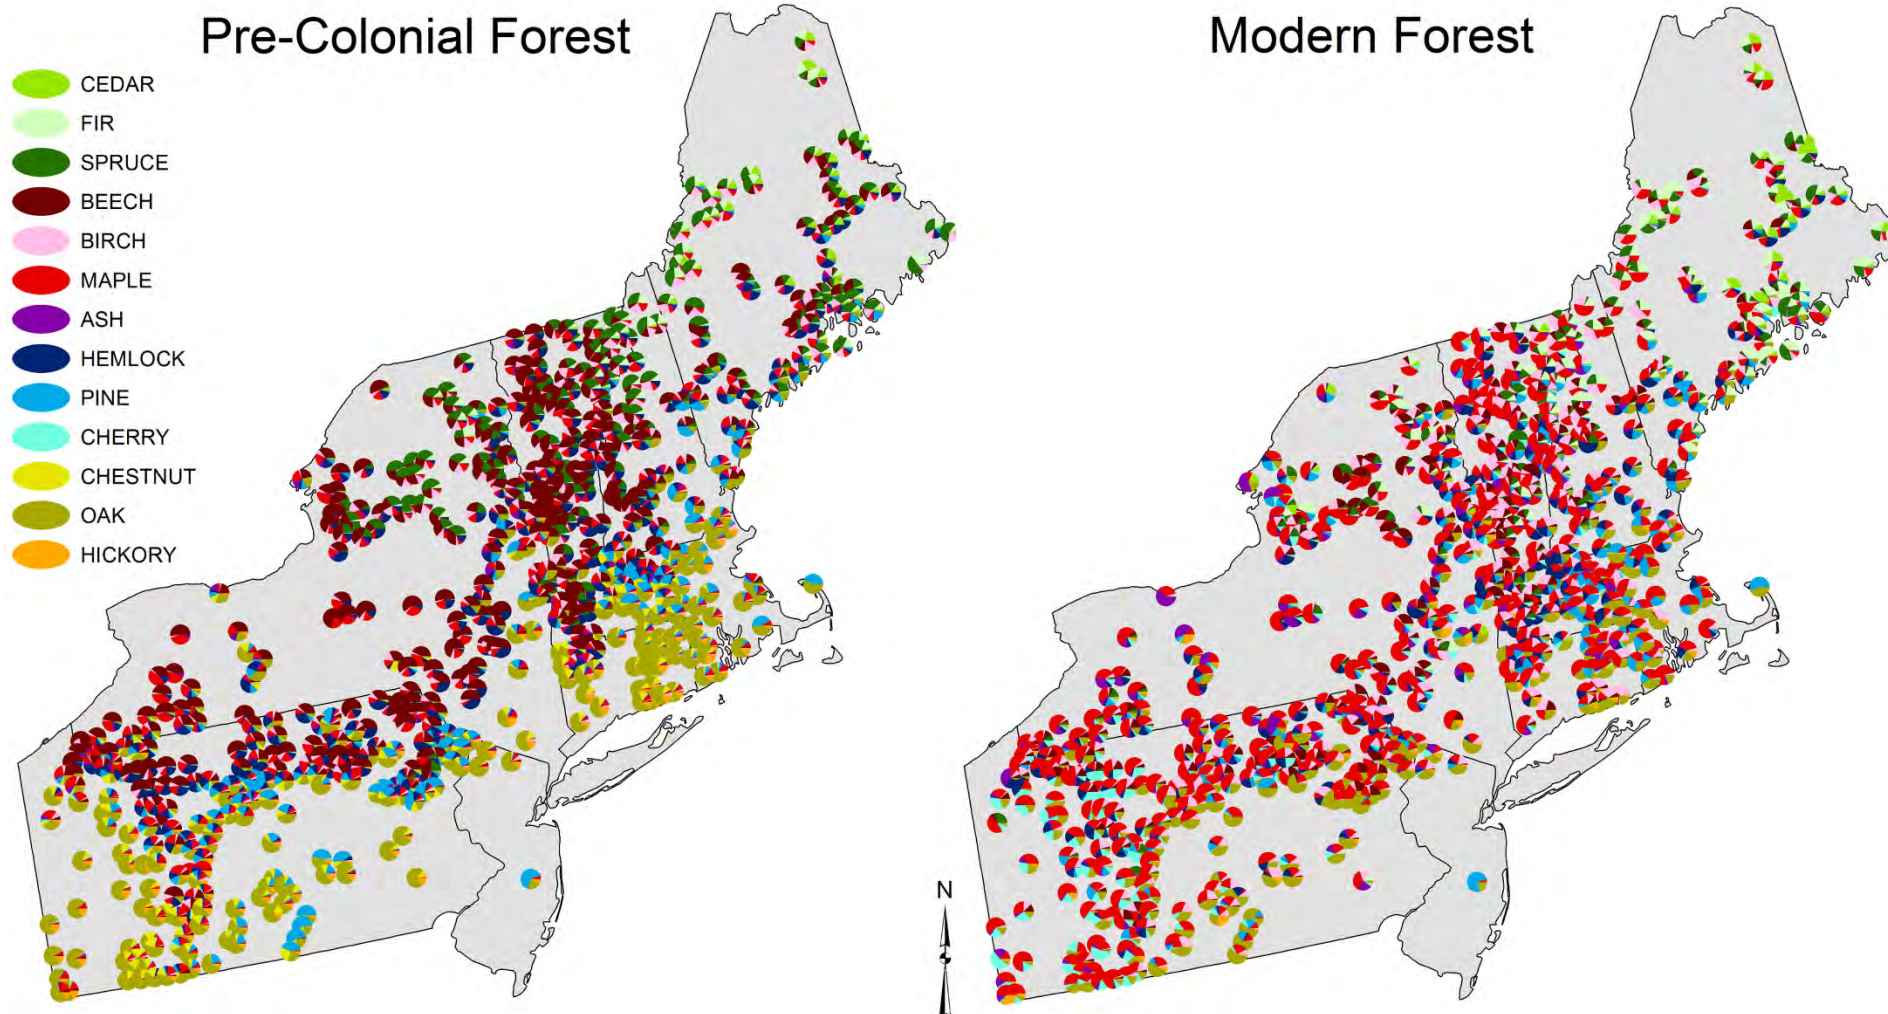 Pre-Colonial Forest
Modern Forest
CEDAR
FIR
SPRUCE
BEECH
BIRCH
MAPLE
ASH
HEMLOCK
PINE
CHERRY
CHESTNUT
OAK
HICKORY
N